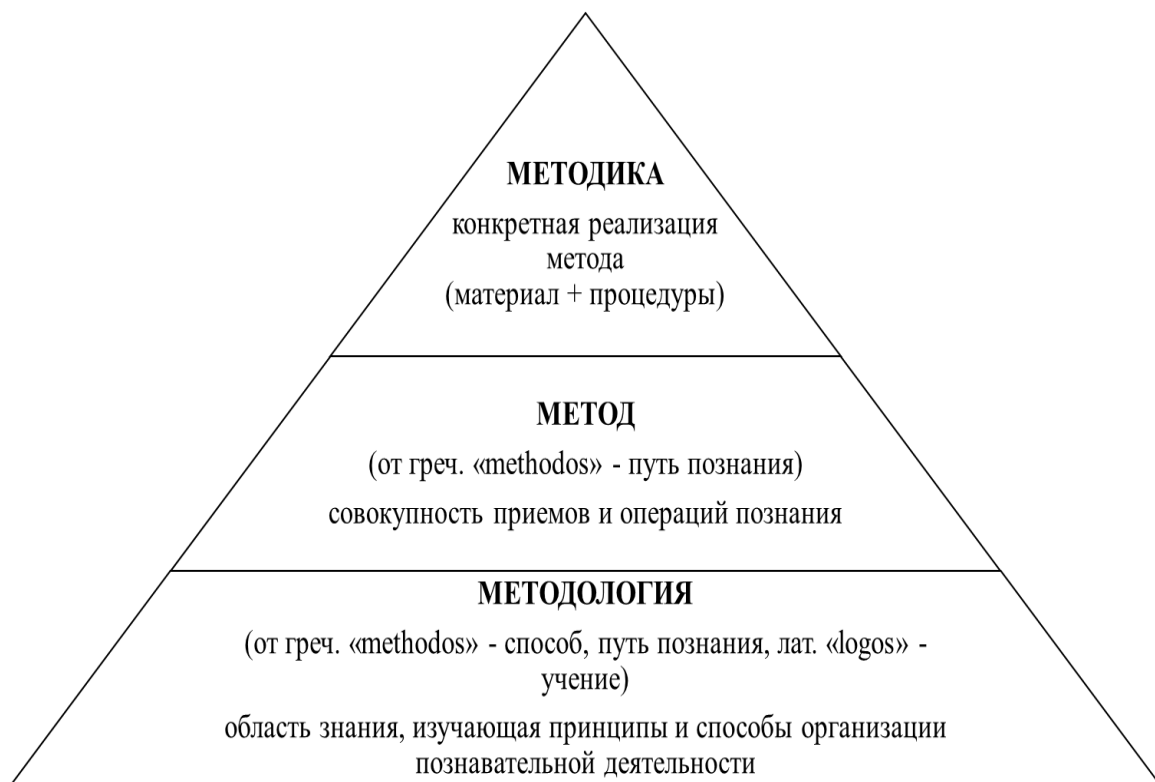 МЕТОДИКА
конкретная реализация
метода
(материал + процедуры)
МЕТОД
(от греч. «methodos» - путь познания)
совокупность приемов и операций познания
МЕТОДОЛОГИЯ
(от греч. «methodos» - способ, путь познания, лат. «logos» -
учение)
область знания, изучающая принципы и способы организации
познавательной деятельности